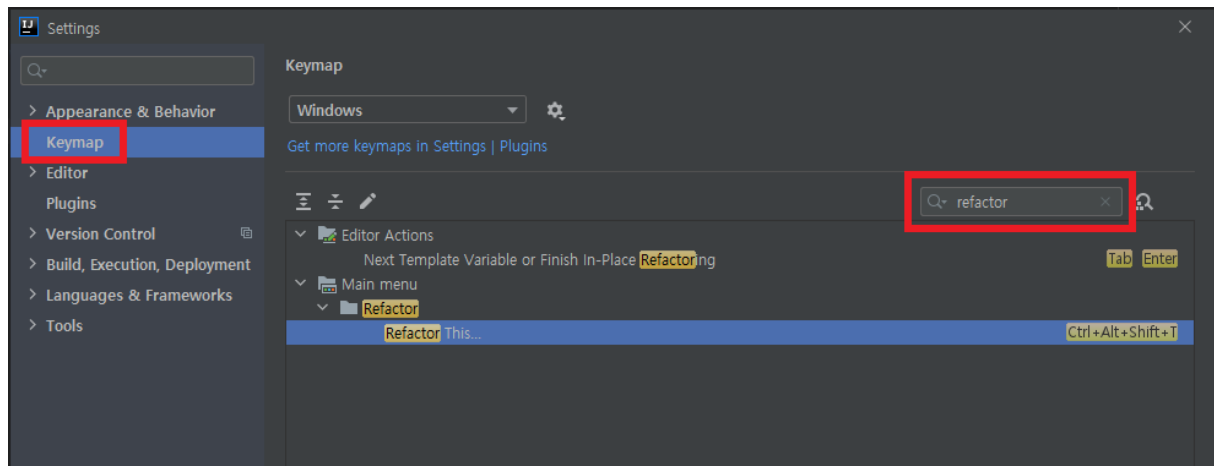 IJ Settings
Keymap
Appearance & Behavior
Windows
Keymap
Get more keymaps in Settings | Plugins
Editor
Plugins
refactor
Version Control
Editor Actions
Build, Execution, Deployment
Next Template Variable or Finish In-Place Refactoring Tab Enter
Main menu
Languages & Frameworks
Refactor
Tools
Refactor This... Ctrl+Alt+Shift+T